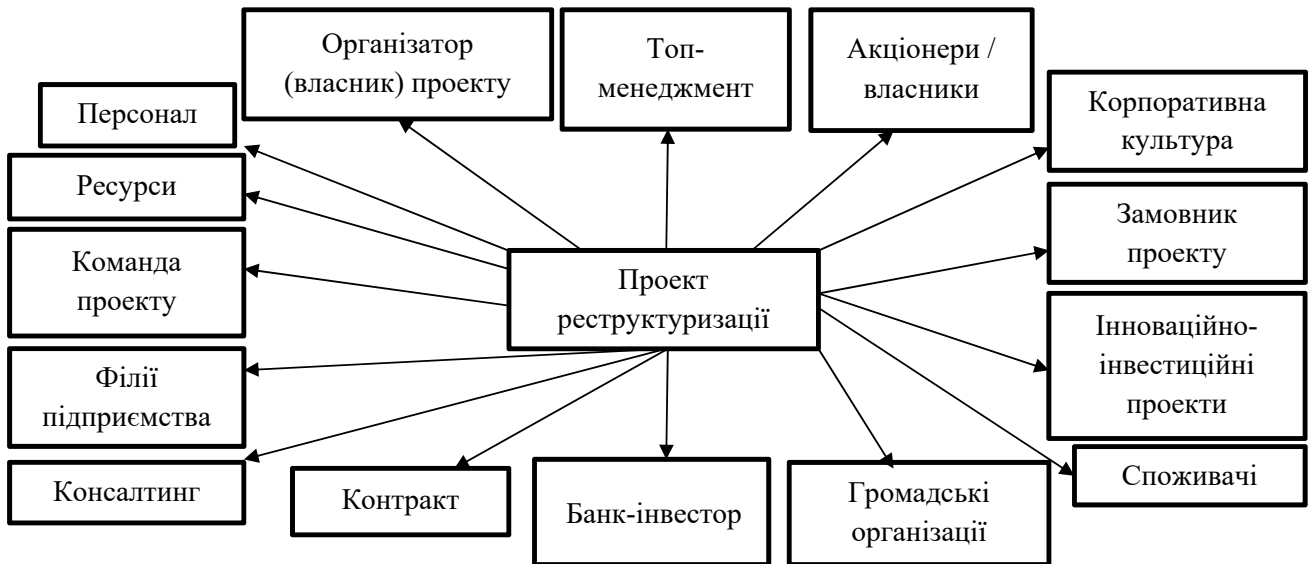 Організатор
(власник) проекту
Топ-
менеджмент
Акціонери /
власники
Корпоративна
культура
Персонал
Ресурси
Замовник
проекту
Команда
проекту
Проект
реструктуризації
Інноваційно-
інвестиційні
проекти
Філії
підприємства
Консалтинг
Контракт
Банк-інвестор
Громадські
організації
Споживачі